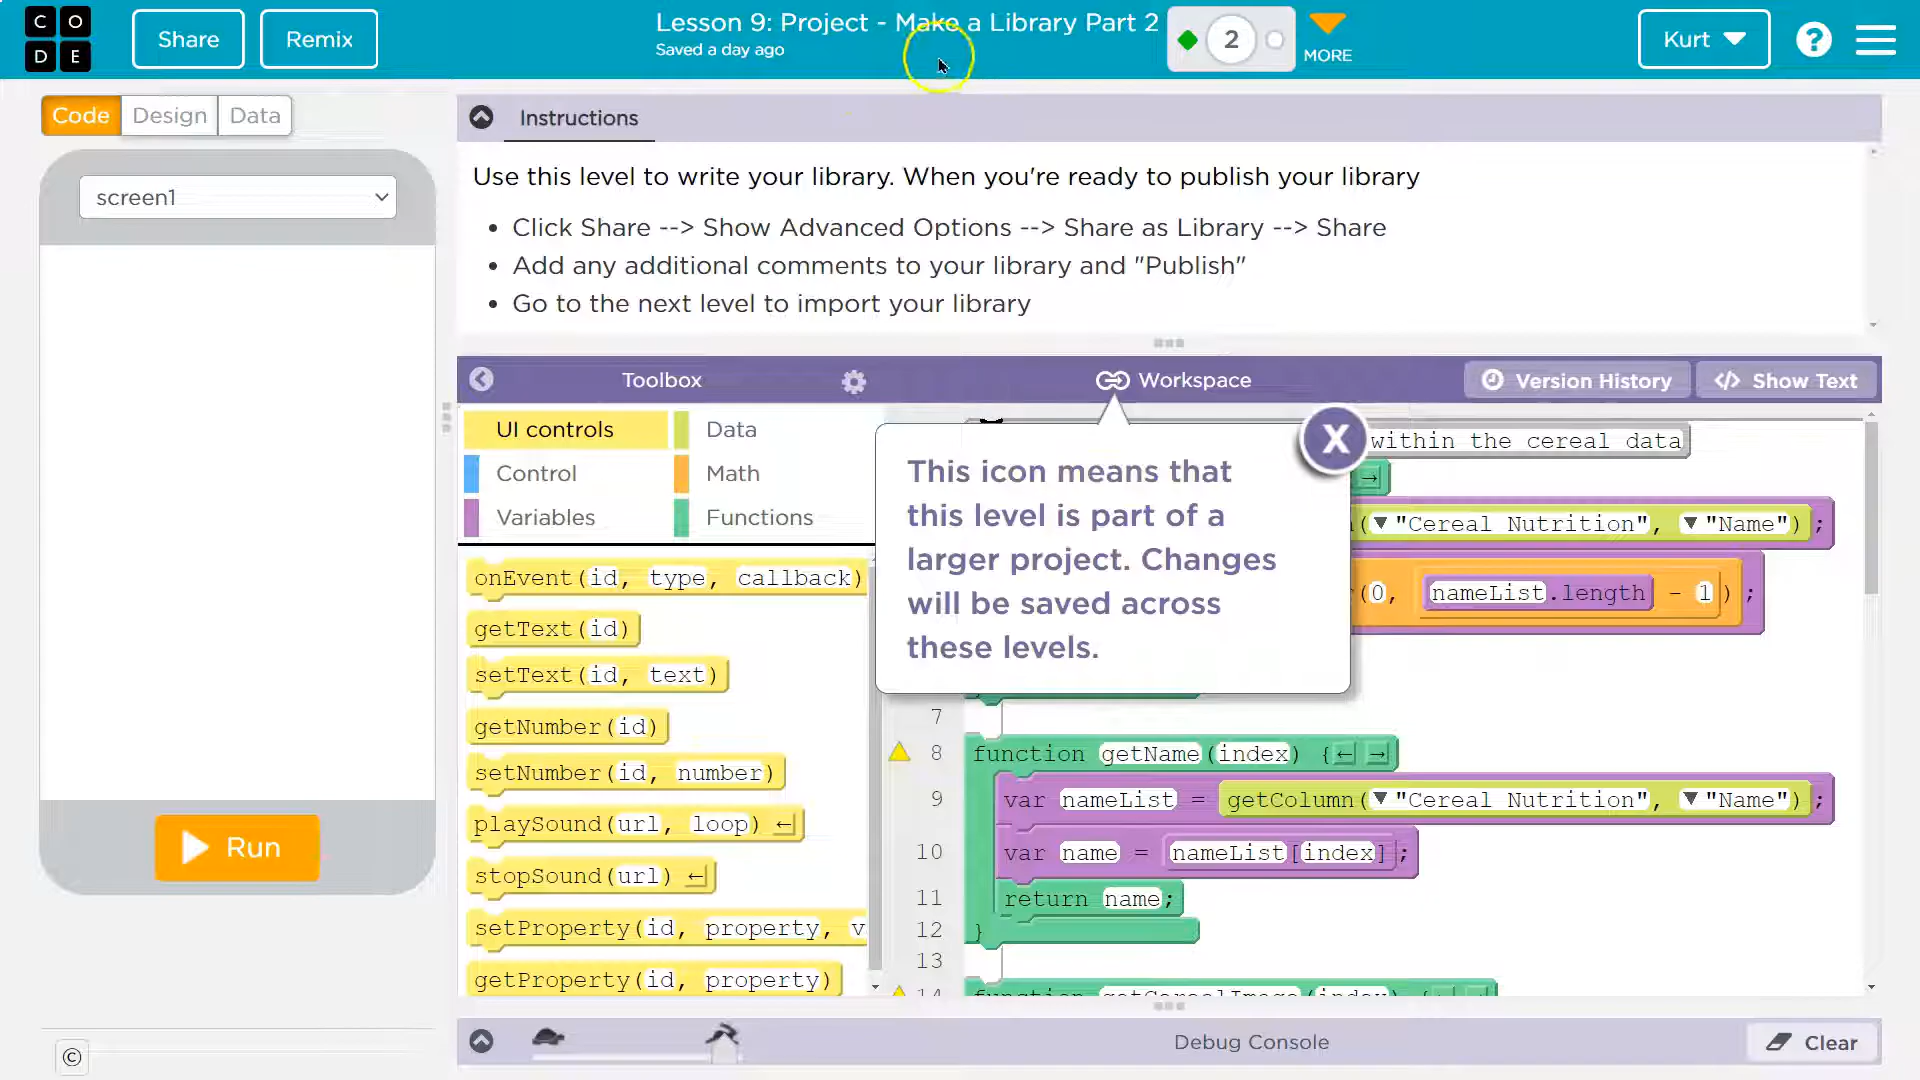 C O
D E
Share
Remix
Lesson 9: Project - Make a Library Part 2
Saved a day ago
2
MORE
Kurt
?
Code
Design
Data
Instructions
screen1
Use this level to write your library. When you're ready to publish your library
• Click Share --> Show Advanced Options --> Share as Library --> Share
• Add any additional comments to your library and "Publish"
• Go to the next level to import your library
Toolbox
Workspace
Version History
</> Show Text
UI controls
Data
Control
Math
Variables
Functions
onEvent(id, type, callback)
getText(id)
setText(id, text)
getNumber(id)
setNumber(id, number)
playSound(url, loop) ←
stopSound(url) ←
setProperty(id, property, v
getProperty(id, property)
X
This icon means that
this level is part of a
larger project. Changes
will be saved across
these levels.
within the cereal data
→
(▼"Cereal Nutrition", ▼"Name");
(0, nameList.length - 1);
7
8 function getName(index) {← →
9 var nameList = getColumn(▼"Cereal Nutrition", ▼"Name");
10 var name = nameList[index];
11 return name;
12 }
13
14 function getCerealImage(index) {
Run
Debug Console
Clear
©